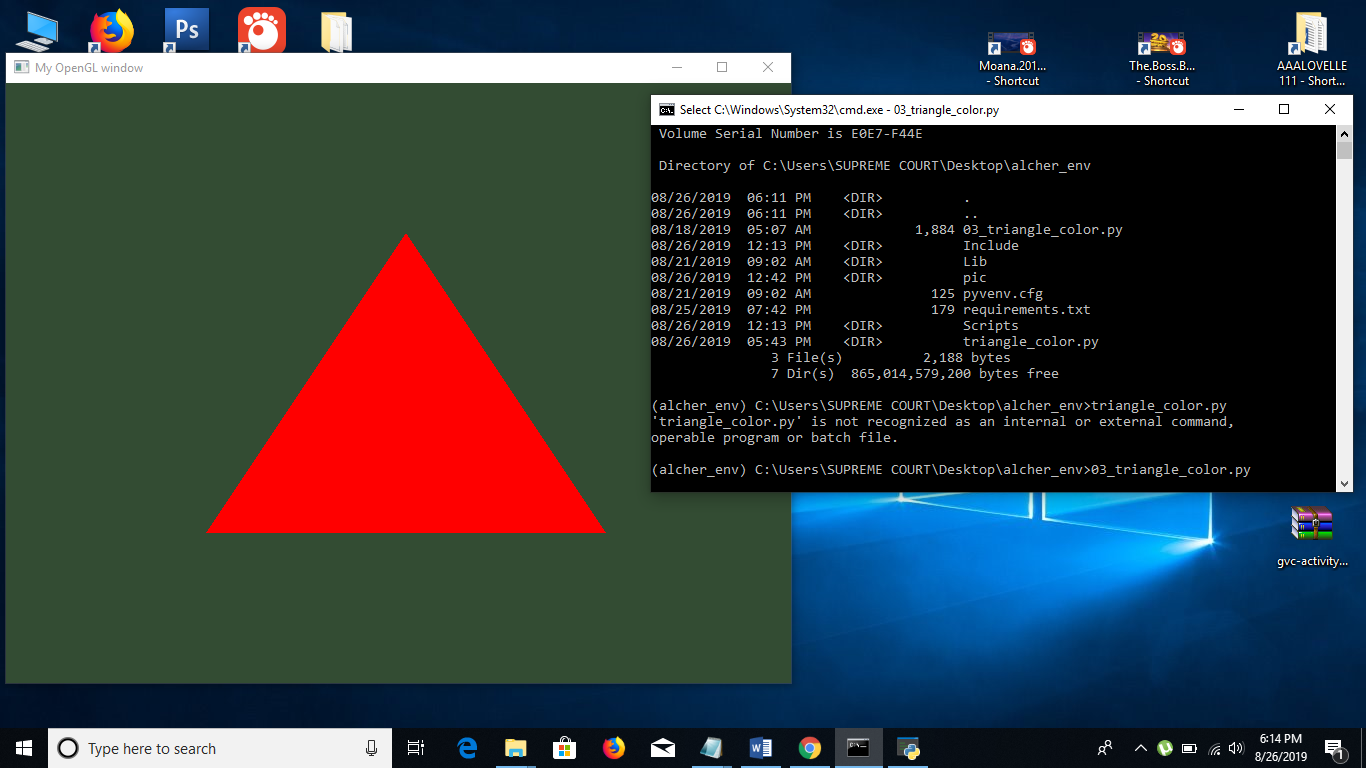 Ps
Moana.201...
- Shortcut
The.Boss.B...
- Shortcut
AAALOVELLE
111 - Short...
My OpenGL window
Select C:\Windows\System32\cmd.exe - 03_triangle_color.py
Volume Serial Number is E0E7-F44E
Directory of C:\Users\SUPREME COURT\Desktop\alcher_env
08/26/2019  06:11 PM    <DIR>          .
08/26/2019  06:11 PM    <DIR>          ..
08/18/2019  05:07 AM             1,884 03_triangle_color.py
08/26/2019  12:13 PM    <DIR>          Include
08/21/2019  09:02 AM    <DIR>          Lib
08/26/2019  12:42 PM    <DIR>          pic
08/21/2019  09:02 AM               125 pyvenv.cfg
08/25/2019  07:42 PM               179 requirements.txt
08/26/2019  12:13 PM    <DIR>          Scripts
08/26/2019  05:43 PM    <DIR>          triangle_color.py
3 File(s)          2,188 bytes
7 Dir(s)  865,014,579,200 bytes free
(alcher_env) C:\Users\SUPREME COURT\Desktop\alcher_env>triangle_color.py
'triangle_color.py' is not recognized as an internal or external command,
operable program or batch file.
(alcher_env) C:\Users\SUPREME COURT\Desktop\alcher_env>03_triangle_color.py
gvc-activity...
Type here to search
6:14 PM
8/26/2019
1